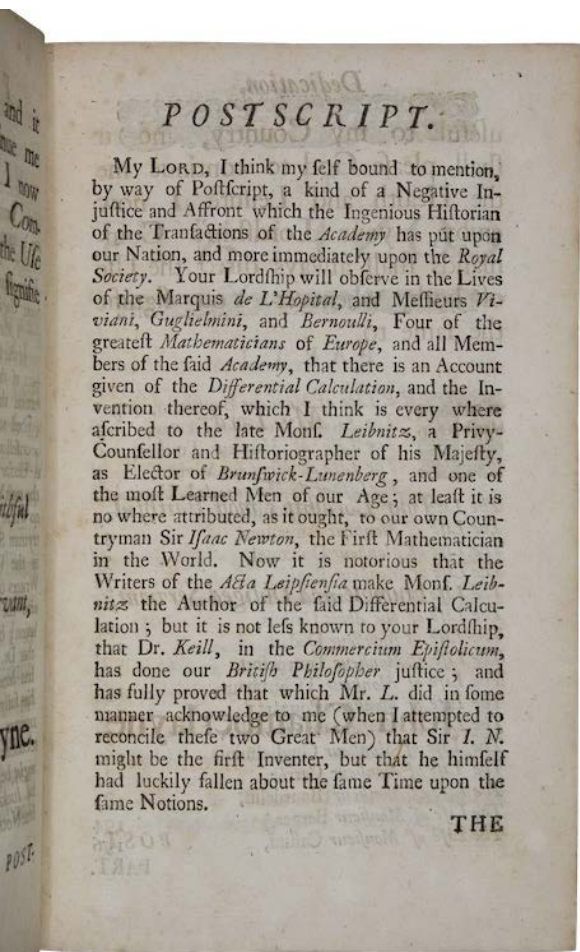 POSTSCRIPT.
My LORD, I think my ſelf bound to mention,
by way of Poſtſcript, a kind of a Negative In-
juſtice and Affront which the Ingenious Hiſtorian
of the Tranſactions of the Academy has put upon
our Nation, and more immediately upon the Royal
Society. Your Lordſhip will obſerve in the Lives
of the Marquis de L'Hopital, and Meſſieurs Vi-
viani, Guglielmini, and Bernoulli, Four of the
greateſt Mathematicians of Europe, and all Mem-
bers of the ſaid Academy, that there is an Account
given of the Differential Calculation, and the In-
vention thereof, which I think is every where
aſcribed to the late Monſ. Leibnitz, a Privy-
Counſellor and Hiſtoriographer of his Majeſty,
as Elector of Brunſwick-Lunenberg, and one of
the moſt Learned Men of our Age; at leaſt it is
no where attributed, as it ought, to our own Coun-
tryman Sir Iſaac Newton, the Firſt Mathematician
in the World. Now it is notorious that the
Writers of the Acta Leipſienſia make Monſ. Leib-
nitz the Author of the ſaid Differential Calcu-
lation; but it is not leſs known to your Lordſhip,
that Dr. Keill, in the Commercium Epiſtolicum,
has done our Britiſh Philoſopher juſtice; and
has fully proved that which Mr. L. did in ſome
manner acknowledge to me (when I attempted to
reconcile theſe two Great Men) that Sir I. N.
might be the firſt Inventer, but that he himſelf
had luckily fallen about the ſame Time upon the
ſame Notions.
THE
and it
me
I now
Com-
the Uſe
ſignifie
yne.
POST-